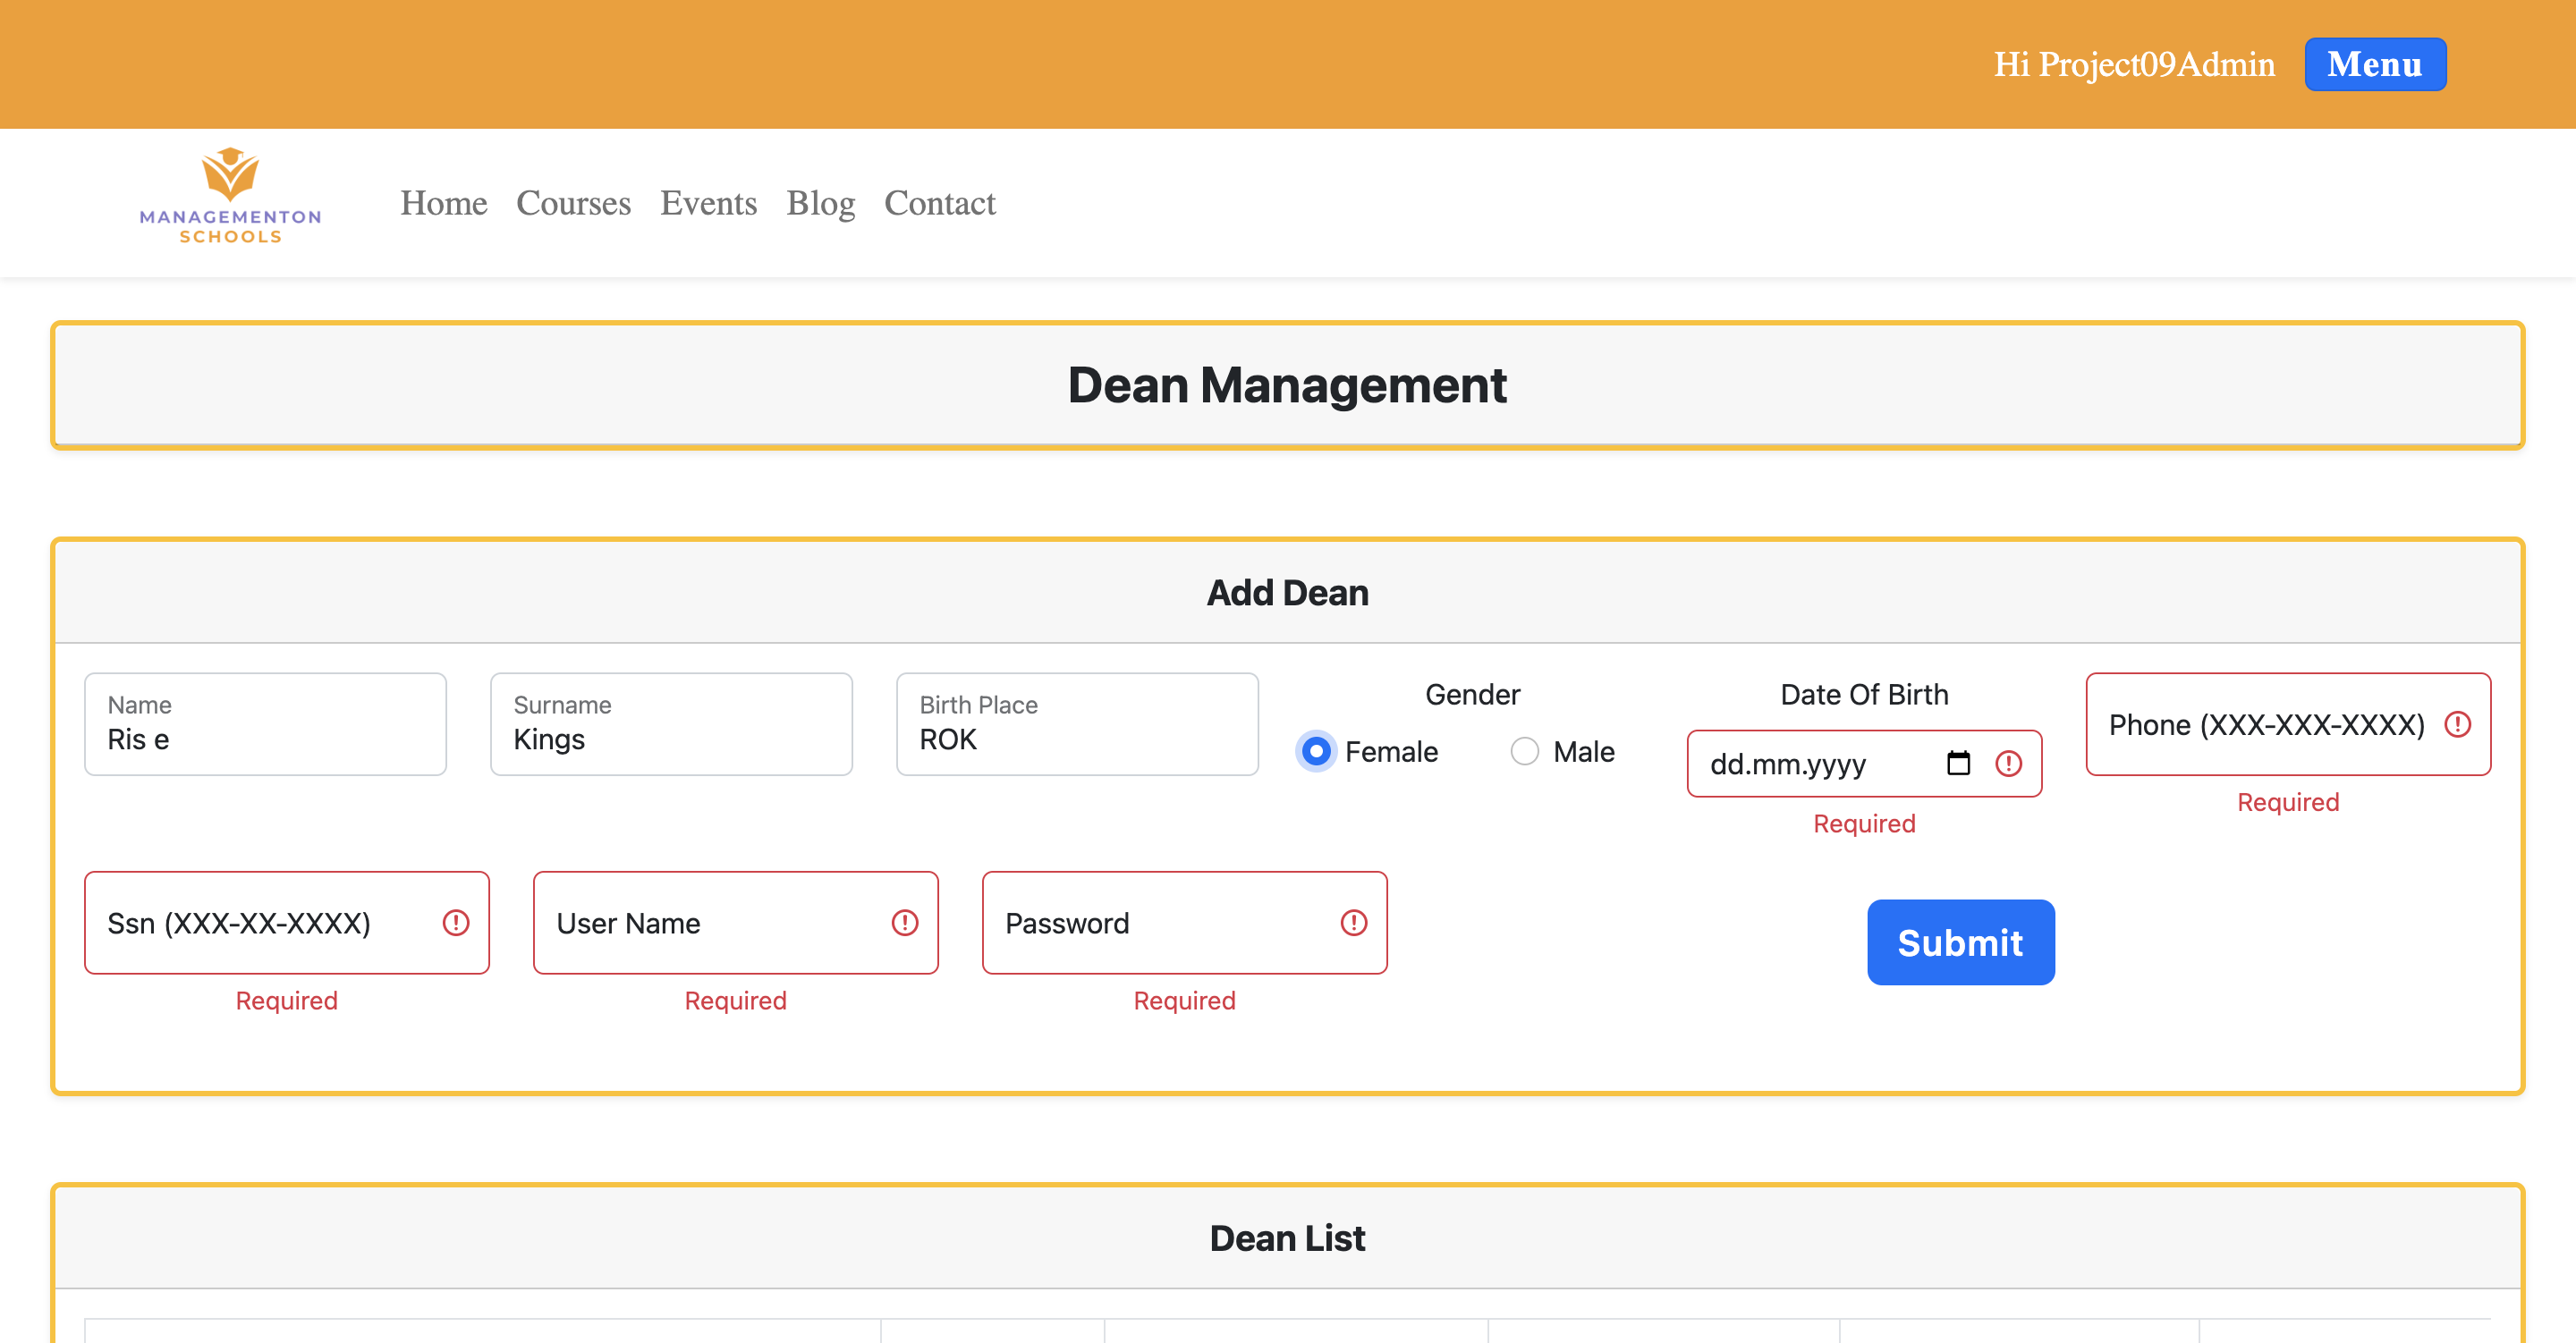 Hi Project09Admin Menu
MANAGEMENTON
SCHOOLS
Home Courses Events Blog Contact
Dean Management
Add Dean
Name
Ris e
Surname
Kings
Birth Place
ROK
Gender
Female Male
Date Of Birth
dd.mm.yyyy
Required
Phone (XXX-XXX-XXXX)
Required
Ssn (XXX-XX-XXXX)
Required
User Name
Required
Password
Required
Submit
Dean List